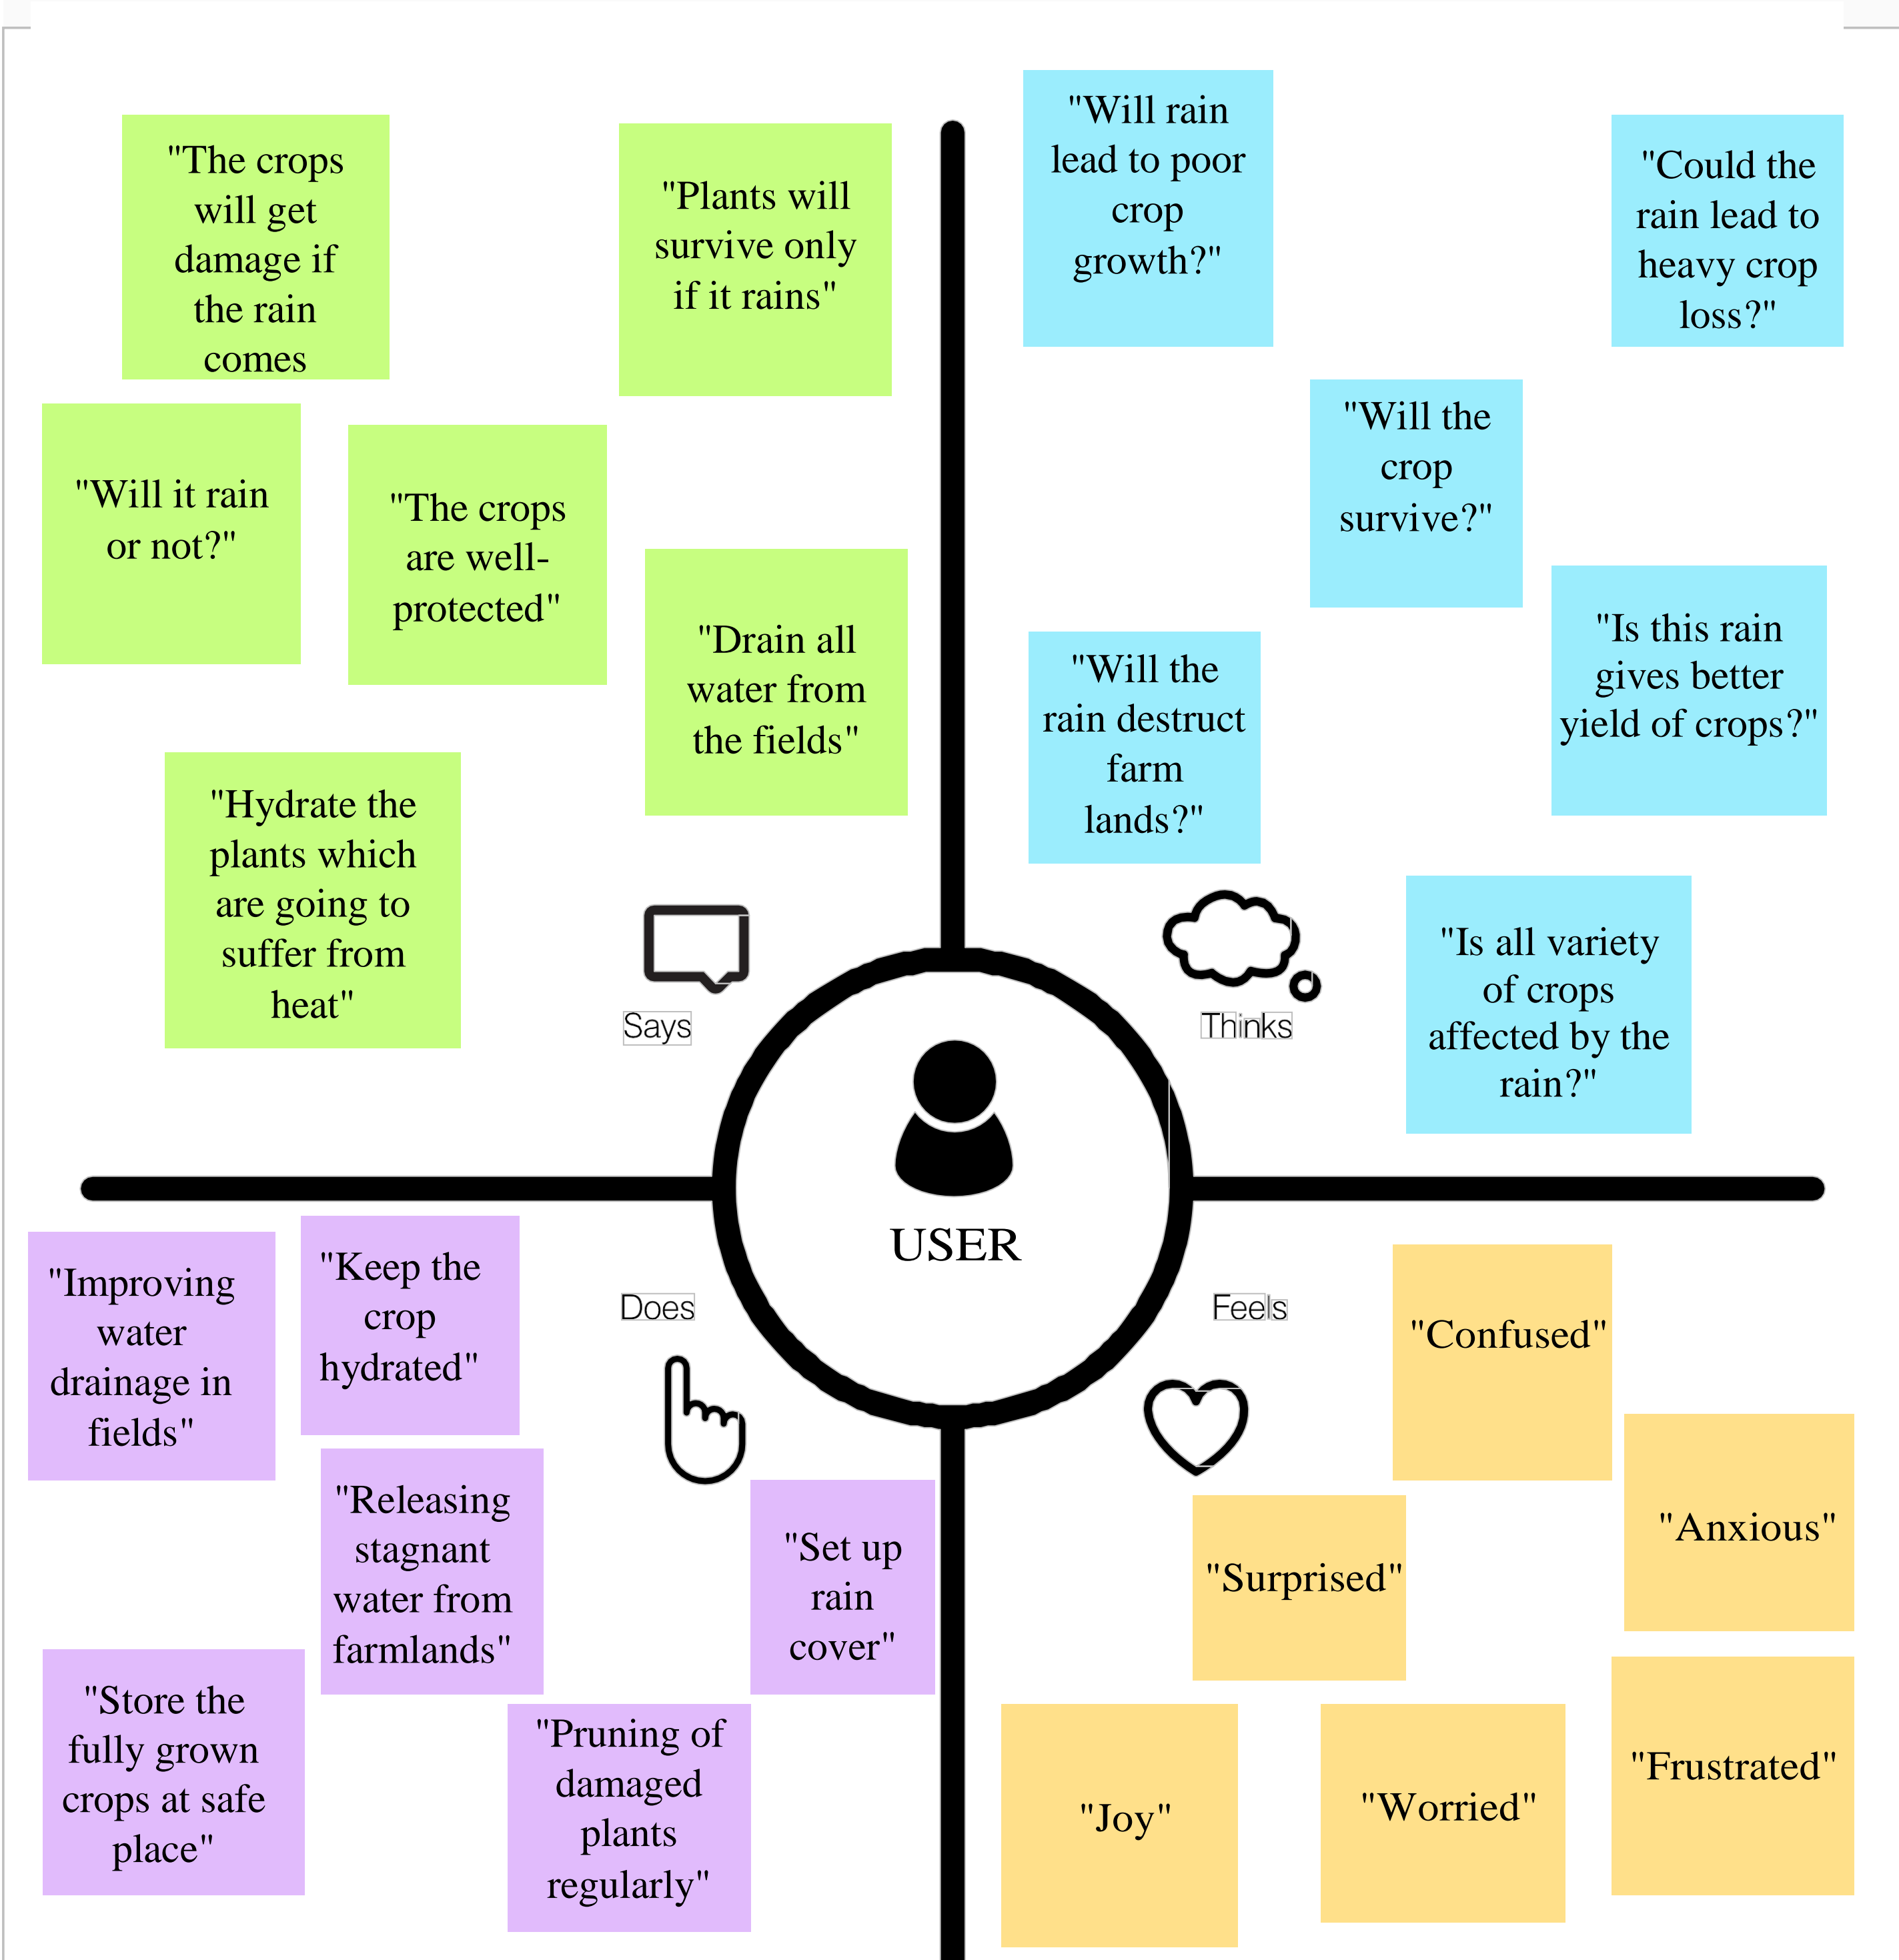 "The crops
will get
damage if
the rain
comes
"Plants will
survive only
if it rains"
"Will it rain
or not?"
"The crops
are well-
protected"
"Drain all
water from
the fields"
"Hydrate the
plants which
are going to
suffer from
heat"
Says
"Will rain
lead to poor
crop
growth?"
"Could the
rain lead to
heavy crop
loss?"
"Will the
crop
survive?"
"Is this rain
gives better
yield of crops?"
"Will the
rain destruct
farm
lands?"
"Is all variety
of crops
affected by the
rain?"
Thinks
USER
Does
"Improving
water
drainage in
fields"
"Keep the
crop
hydrated"
"Releasing
stagnant
water from
farmlands"
"Set up
rain
cover"
"Store the
fully grown
crops at safe
place"
"Pruning of
damaged
plants
regularly"
Feels
"Confused"
"Anxious"
"Surprised"
"Frustrated"
"Joy"
"Worried"